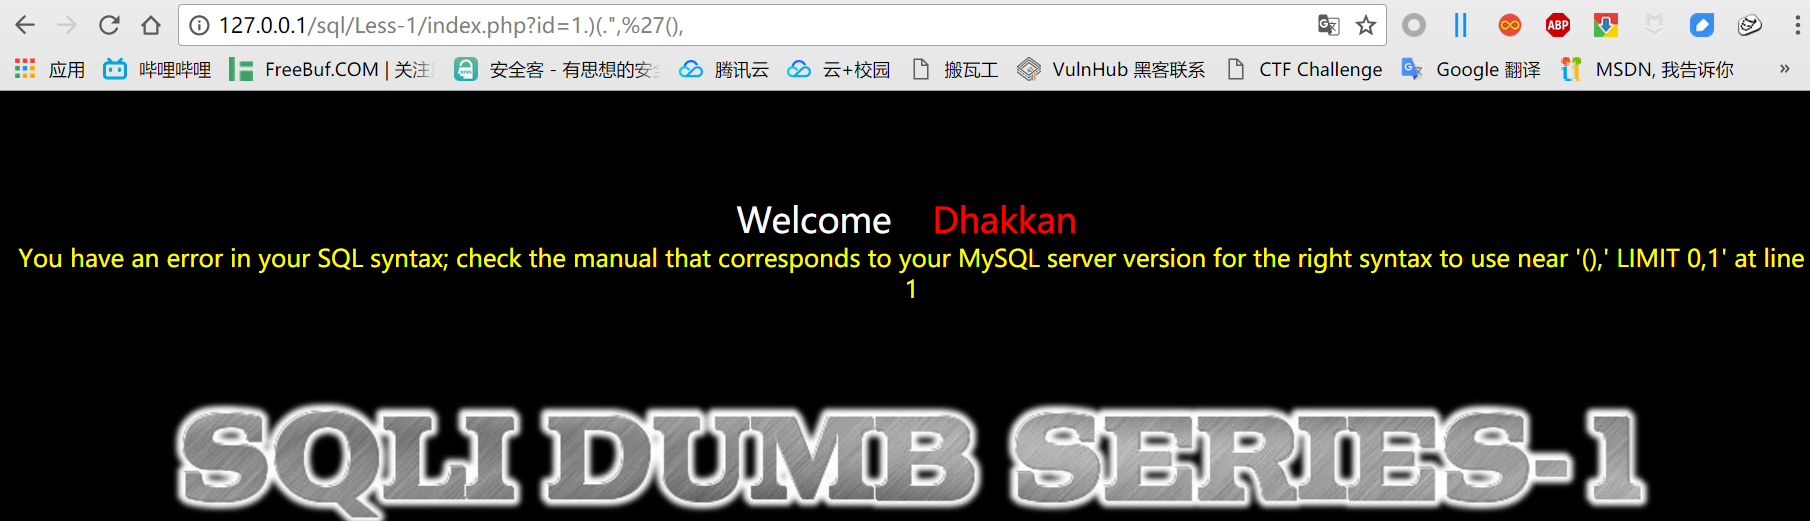 127.0.0.1/sql/Less-1/index.php?id=1.)(.",%27(),
应用 哔哩哔哩 FreeBuf.COM | 关注 安全客 - 有思想的安 腾讯云 云+校园 搬瓦工 VulnHub 黑客联系 CTF Challenge Google 翻译 MSDN, 我告诉你 »
Welcome Dhakkan
You have an error in your SQL syntax; check the manual that corresponds to your MySQL server version for the right syntax to use near '(),' LIMIT 0,1' at line
1
SQLI DUMB SERIES-1